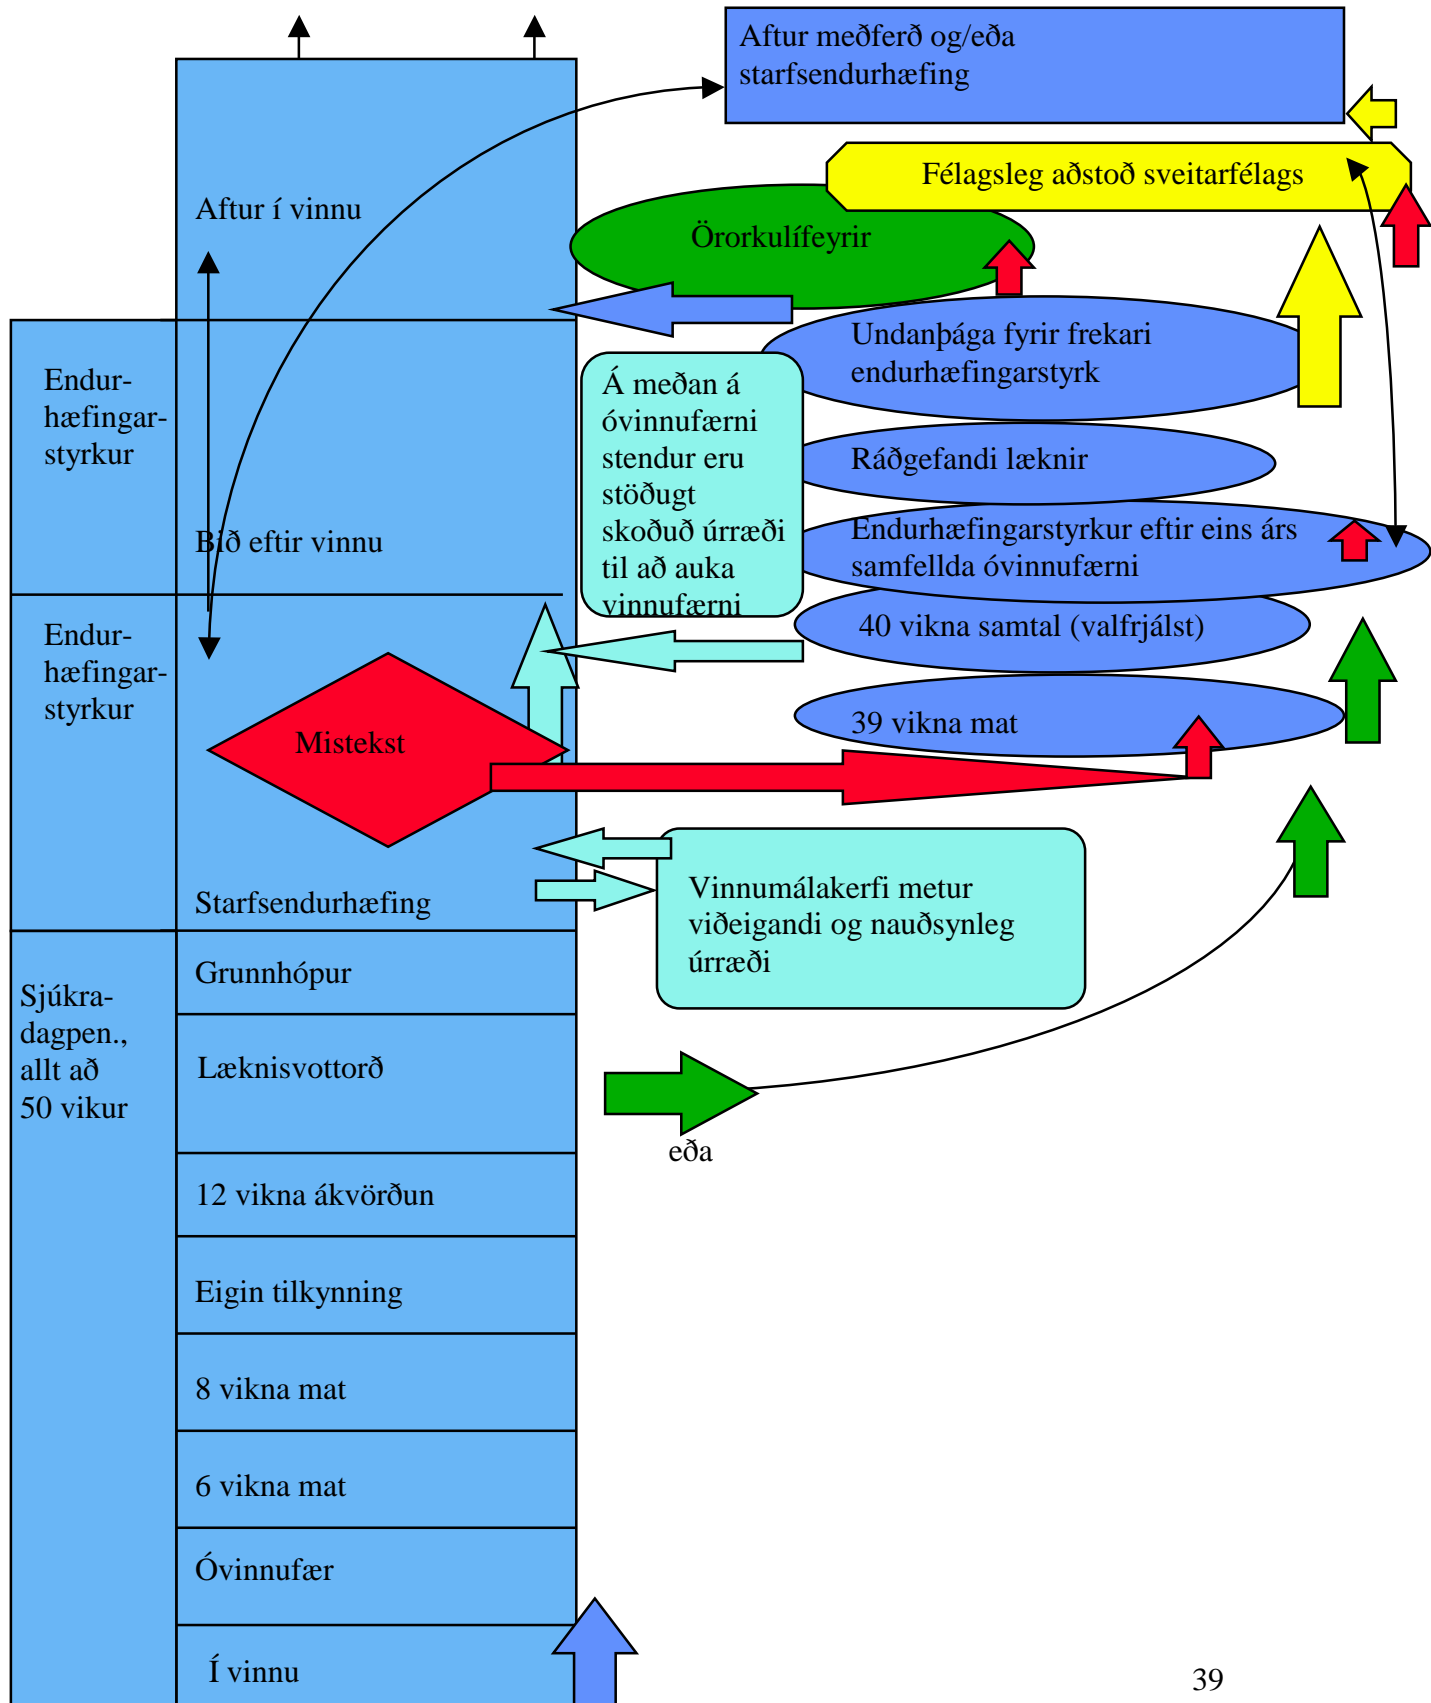 Aftur meðferð og/eða
starfsendurhæfing
Félagsleg aðstoð sveitarfélags
Aftur í vinnu
Örorkulífeyrir
Undanþága fyrir frekari
endurhæfingarstyrk
Endur-
hæfingar-
styrkur
Á meðan á
óvinnufærni
stendur eru
stöðugt
skoðuð úrræði
til að auka
vinnufærni
Ráðgefandi læknir
Bið eftir vinnu
Endurhæfingarstyrkur eftir eins árs
samfellda óvinnufærni
Endur-
hæfingar-
styrkur
40 vikna samtal (valfrjálst)
39 vikna mat
Mistekst
Vinnumálakerfi metur
viðeigandi og nauðsynleg
úrræði
Starfsendurhæfing
Grunnhópur
Sjúkra-
dagpen.,
allt að
50 vikur
Læknisvottorð
eða
12 vikna ákvörðun
Eigin tilkynning
8 vikna mat
6 vikna mat
Óvinnufær
Í vinnu
39